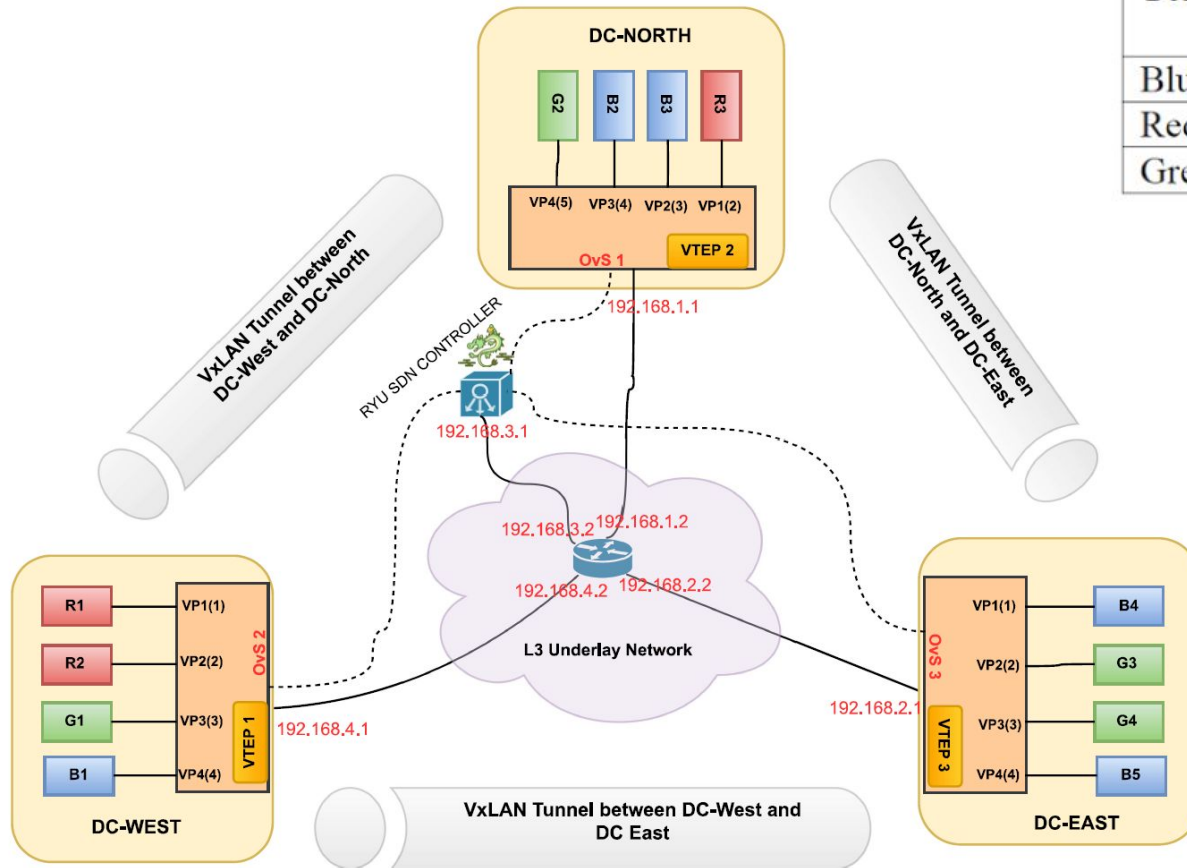 DC-NORTH
G2
B2
B3
R3
VP4(5)
VP3(4)
VP2(3)
VP1(2)
VTEP 2
OvS 1
192.168.1.1
VxLAN Tunnel between
DC-West and DC-North
VxLAN Tunnel between
DC-North and DC-East
Blu
Gre
RYU SDN CONTROLLER
192.168.3.1
192.168.3.2
192.168.1.2
192.168.4.2
192.168.2.2
L3 Underlay Network
R1
R2
G1
B1
VP1(1)
VP2(2)
VP3(3)
VP4(4)
OvS 2
VTEP 1
192.168.4.1
DC-WEST
192.168.2.1
OvS 3
VTEP 3
VP1(1)
VP2(2)
VP3(3)
VP4(4)
B4
G3
G4
B5
DC-EAST
VxLAN Tunnel between DC-West and
DC East